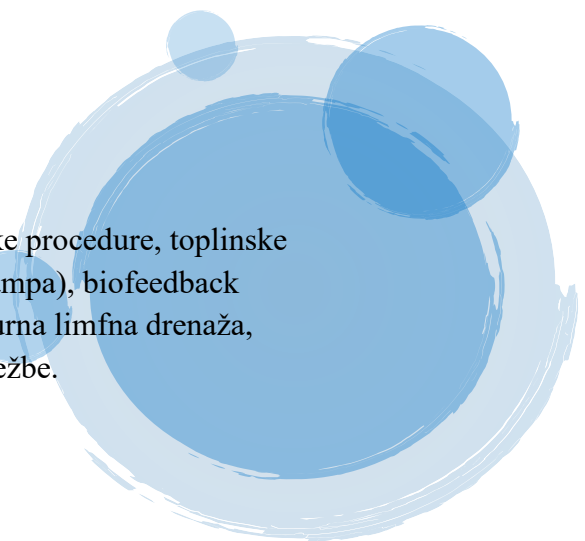 ke procedure, toplinske
mpa), biofeedback
urna limfna drenaža,
ežbe.